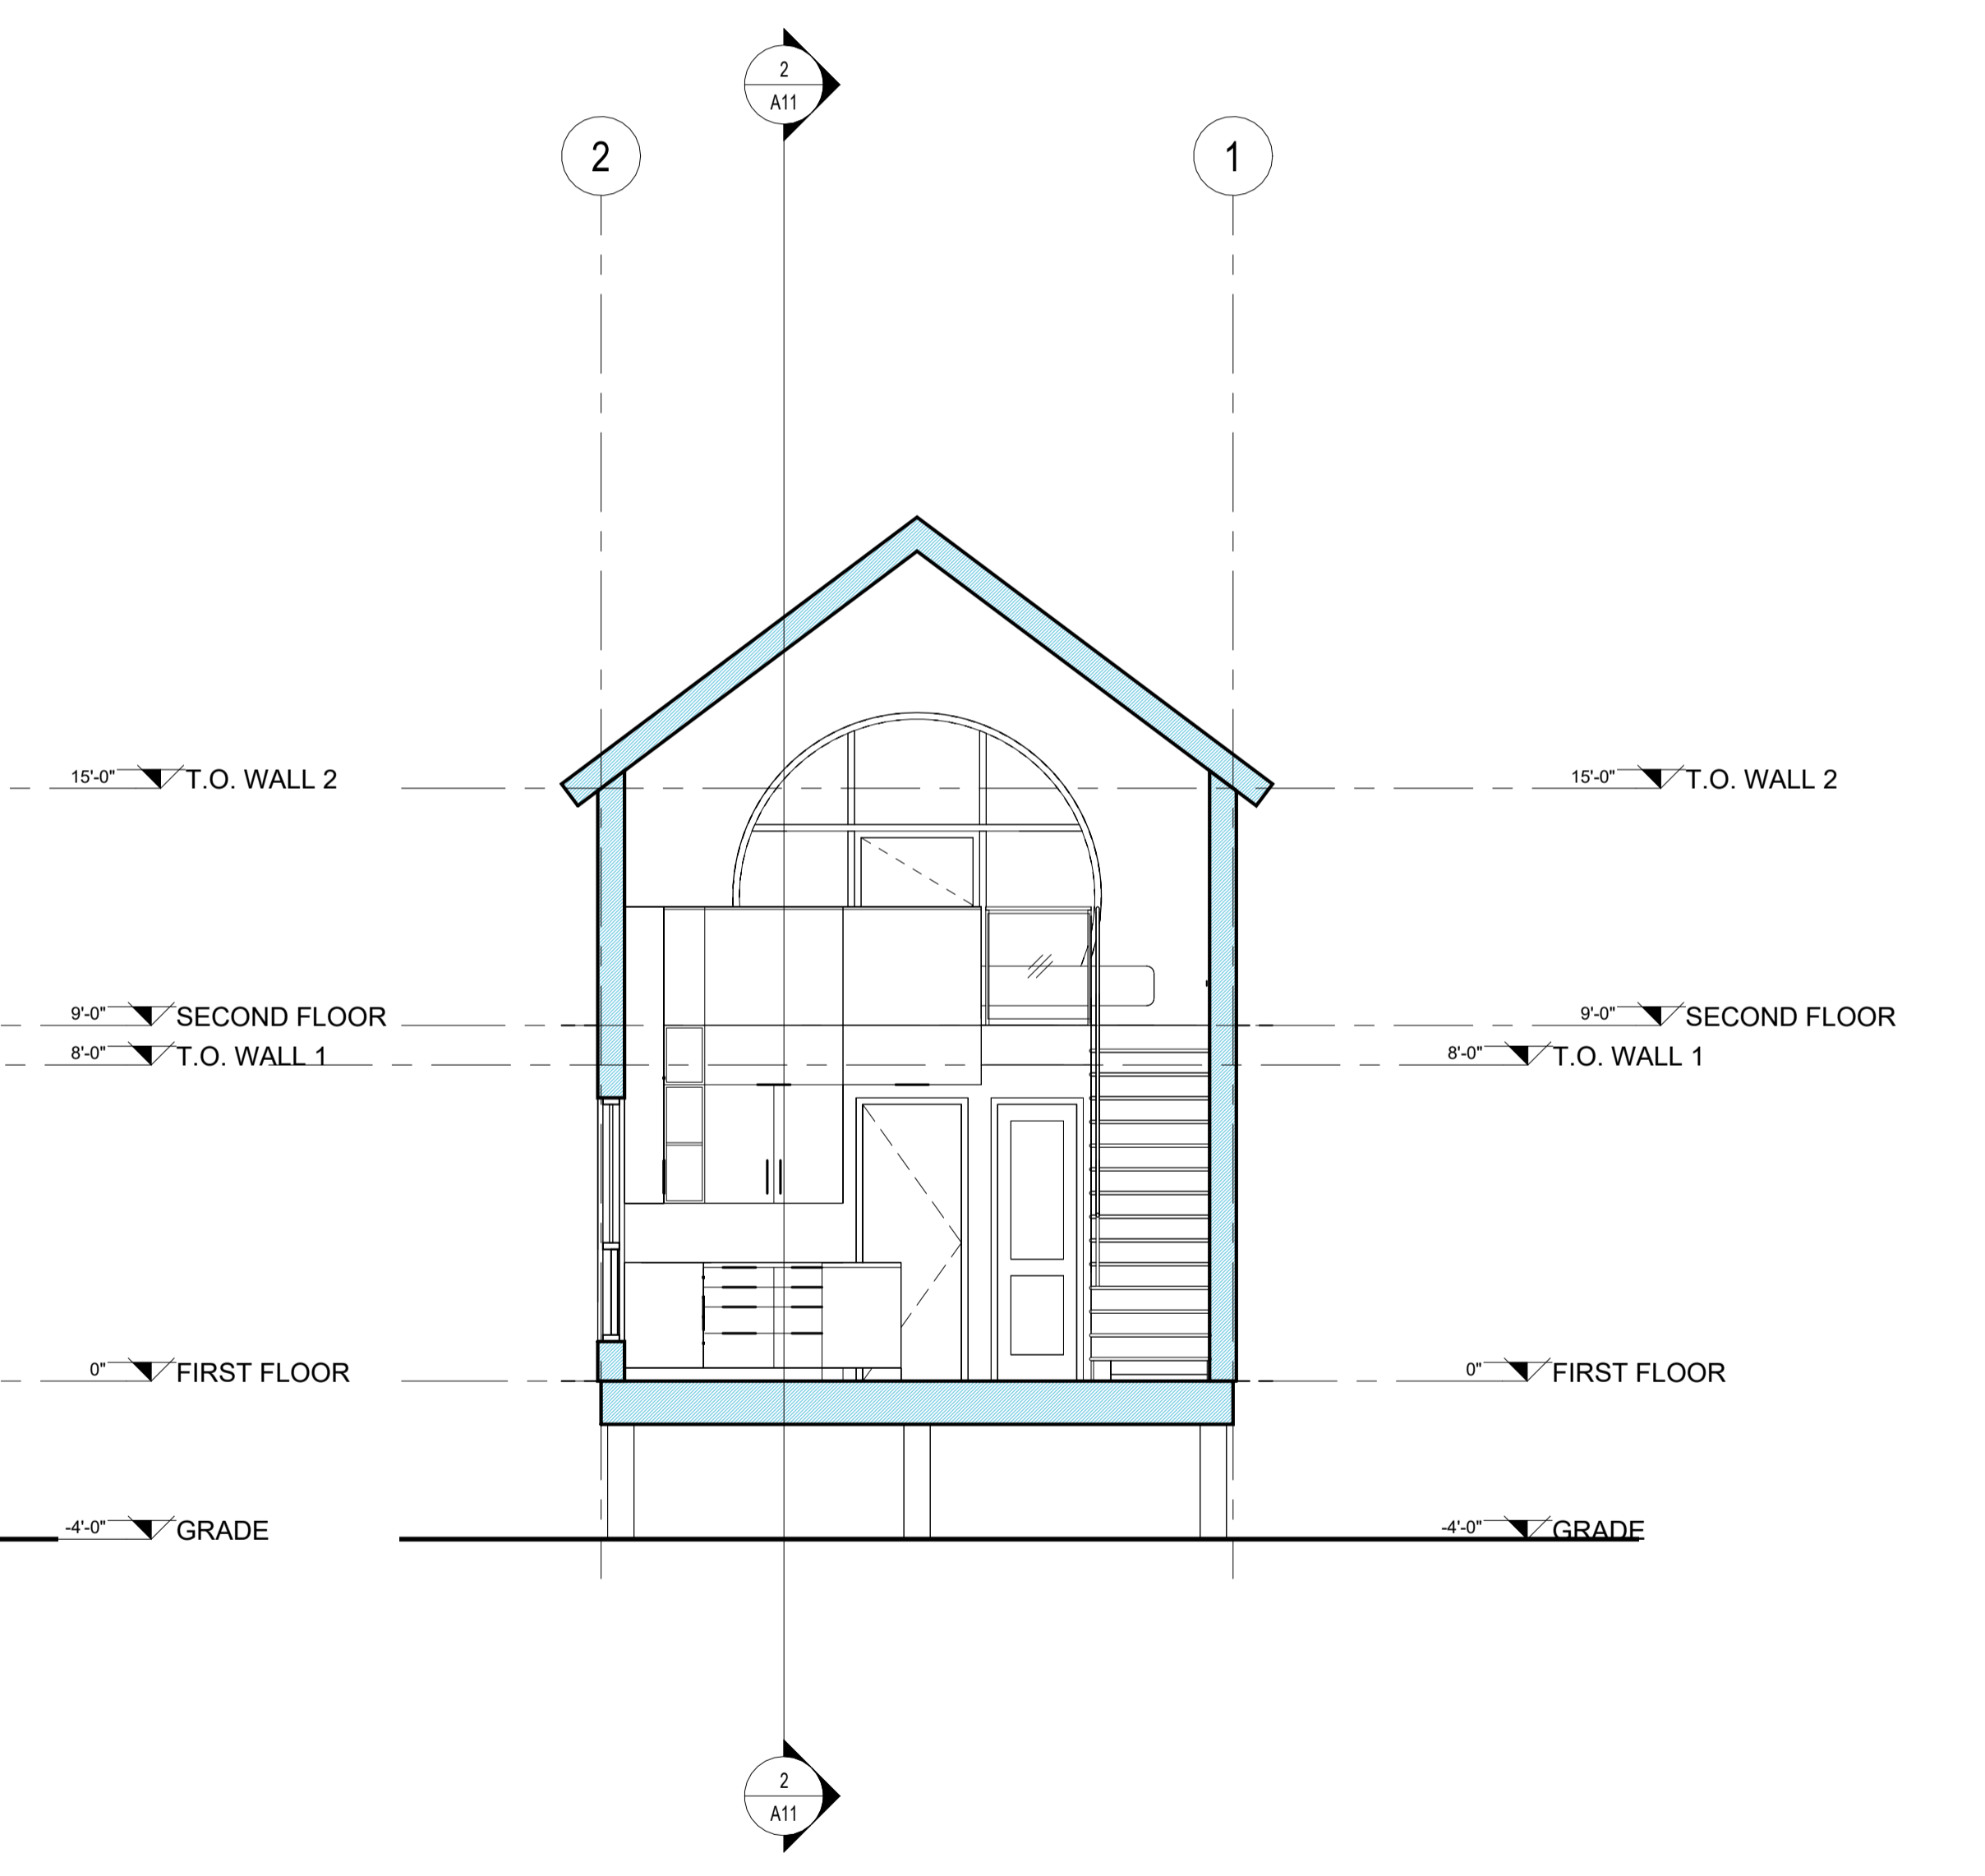 2
A11
2
1
15'-0" T.O. WALL 2
15'-0" T.O. WALL 2
9'-0" SECOND FLOOR
9'-0" SECOND FLOOR
8'-0" T.O. WALL 1
8'-0" T.O. WALL 1
0" FIRST FLOOR
0" FIRST FLOOR
-4'-0" GRADE
-4'-0" GRADE
2
A11